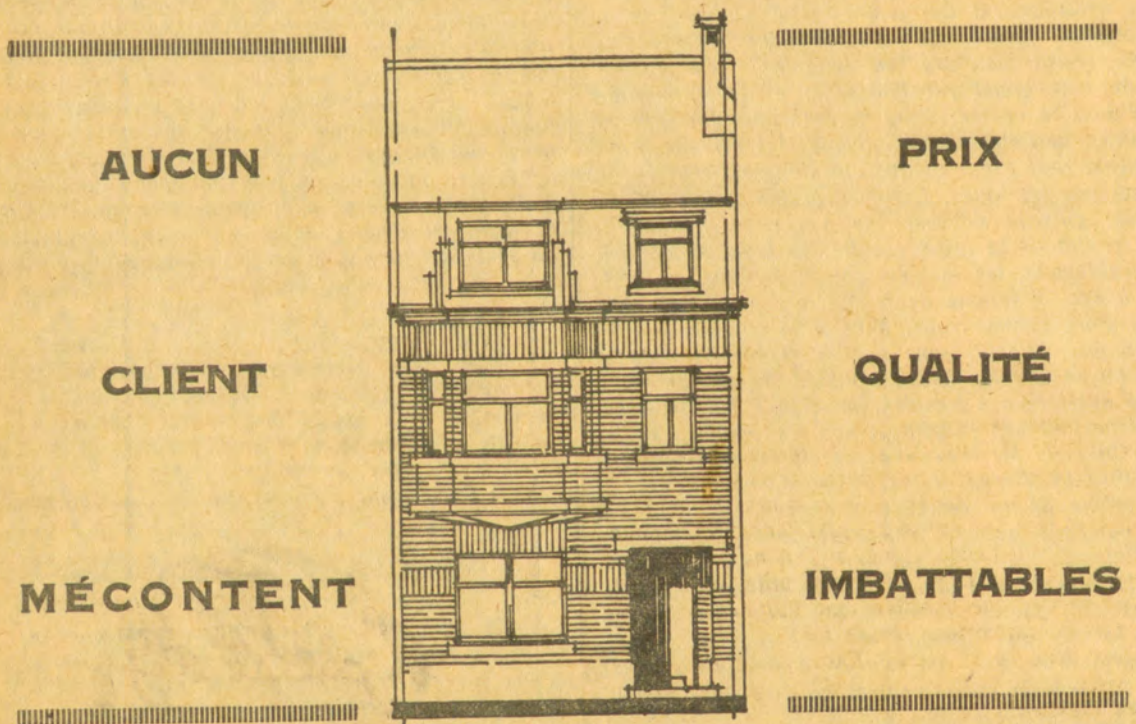 AUCUN
CLIENT
MÉCONTENT
PRIX
QUALITÉ
IMBATTABLES